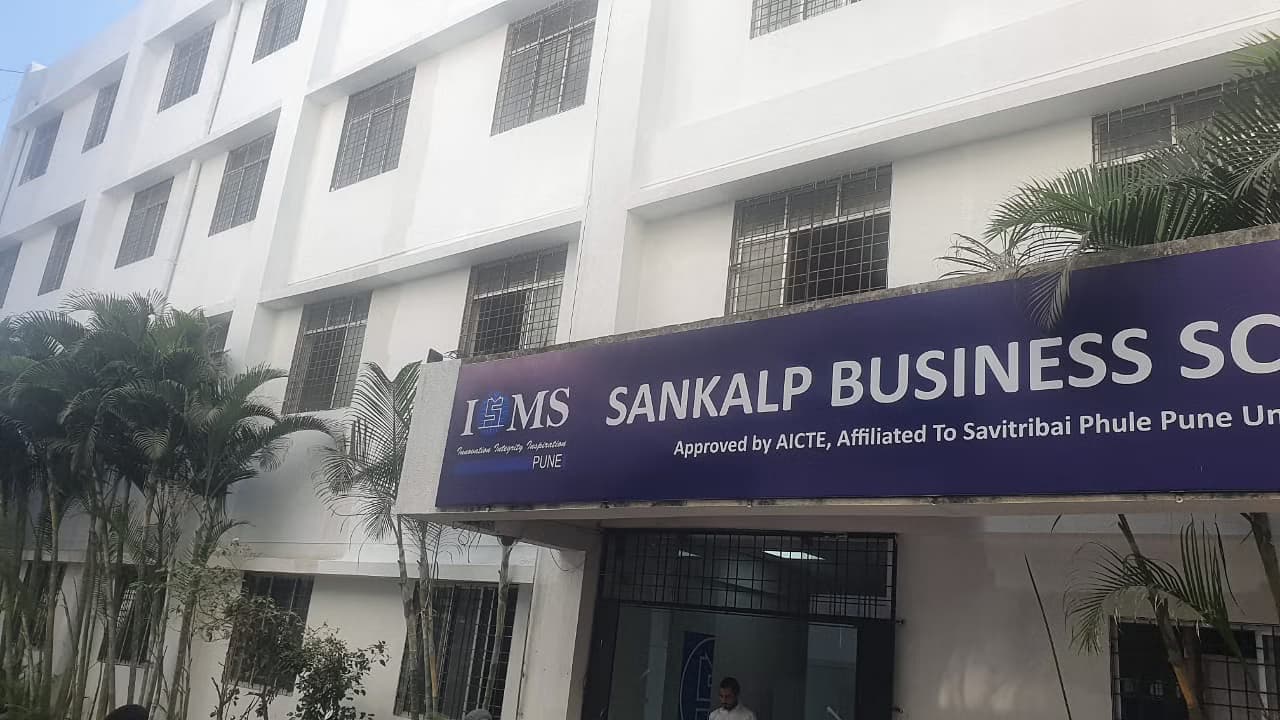 ISMS
Innovation Integrity Inspiration
PUNE
SANKALP BUSINESS SC
Approved by AICTE, Affiliated To Savitribai Phule Pune Un